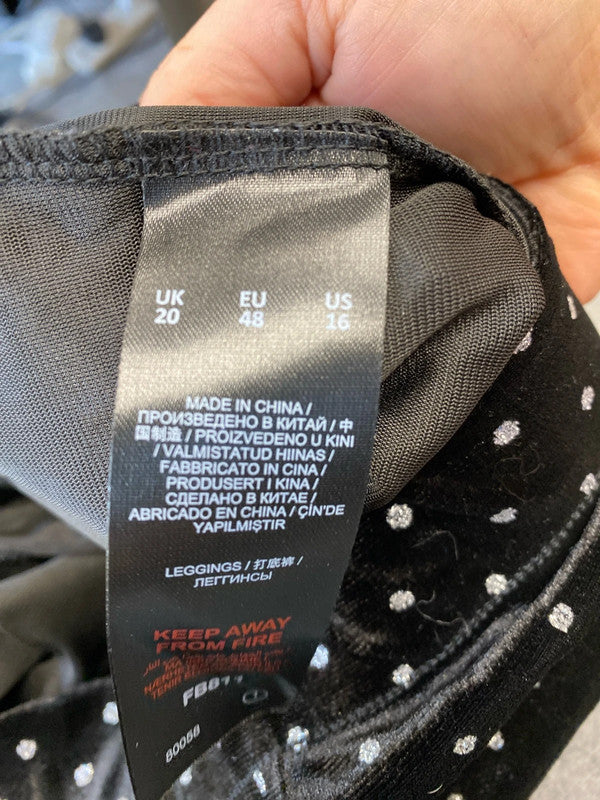 UK EU US
20 48 16
MADE IN CHINA /
ПРОИЗВЕДЕНО В КИТАЙ / 中
国制造 / PROIZVEDENO U KINI
/ VALMISTATUD HIINAS /
FABBRICATO IN CINA /
PRODUSERT I KINA /
СДЕЛАНО В КИТАЕ /
ABRICADO EN CHINA / ÇIN'DE
YAPILMIŞTIR
LEGGINGS / 打底裤 /
ЛЕГГИНСЫ
KEEP AWAY
FROM FIRE
80058